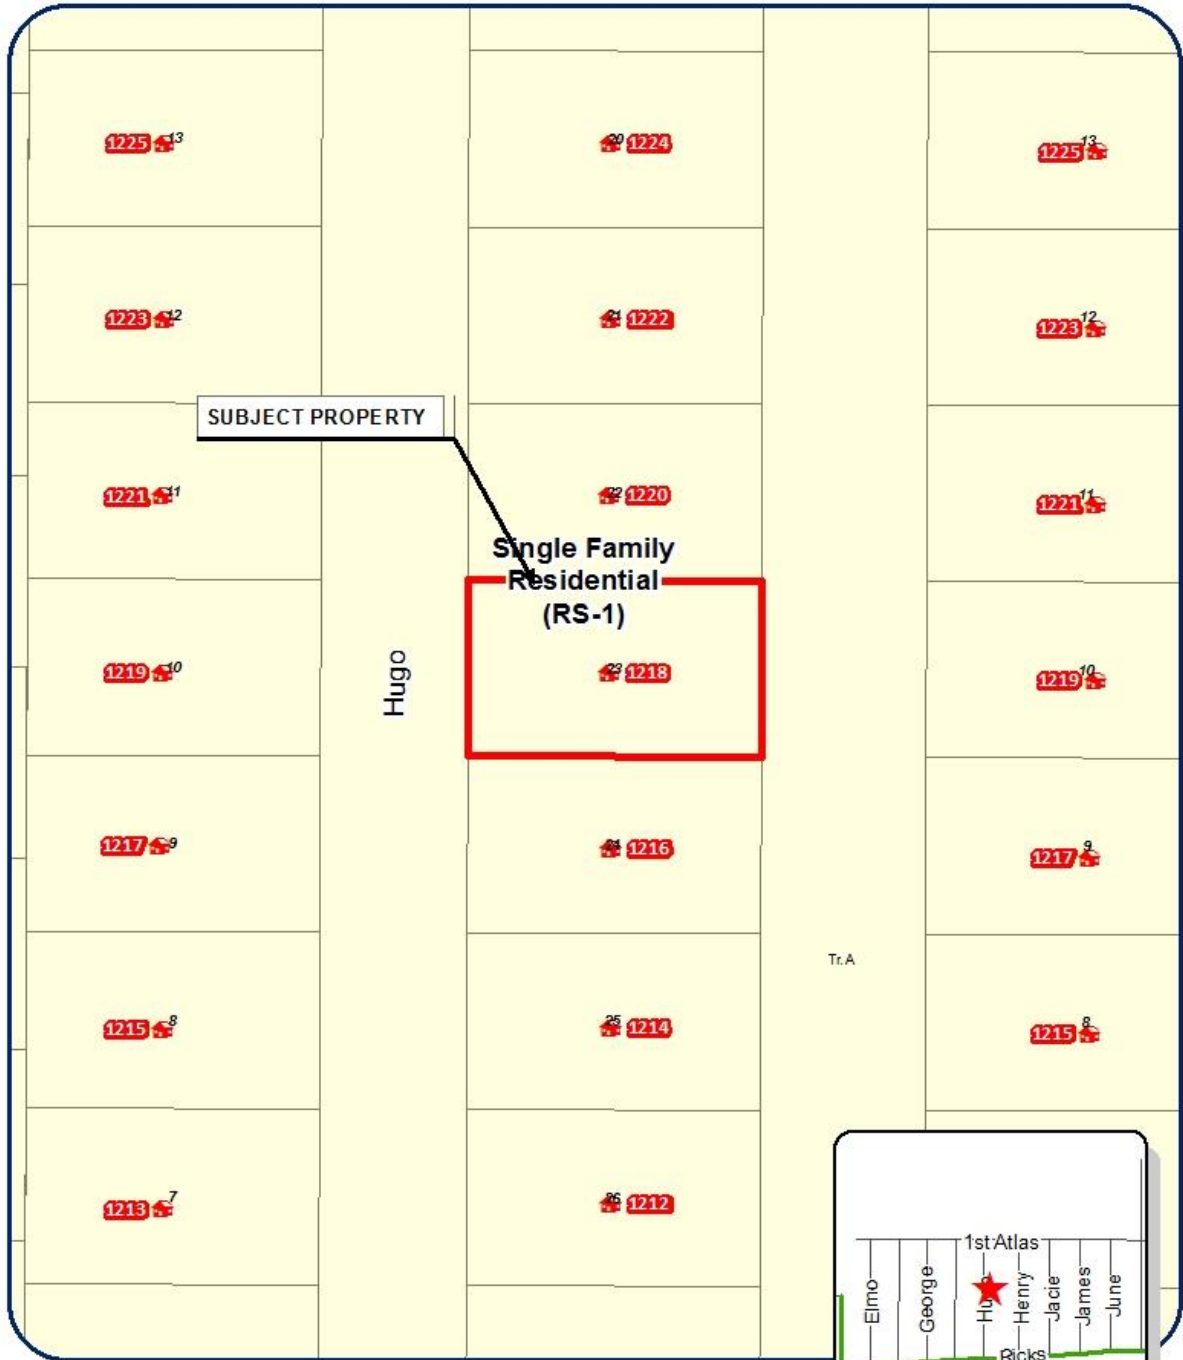 1225 13
20 1224
1225 13
1223 12
21 1222
1223 12
SUBJECT PROPERTY
1221 11
22 1220
1221 11
Single Family
Residential
(RS-1)
Hugo
1219 10
23 1218
1219 10
1217 9
24 1216
1217 9
Tr. A
1215 8
25 1214
1215 8
1213 7
26 1212
1st Atlas
Elmo
George
Henry
Jacie
James
June
Ricks